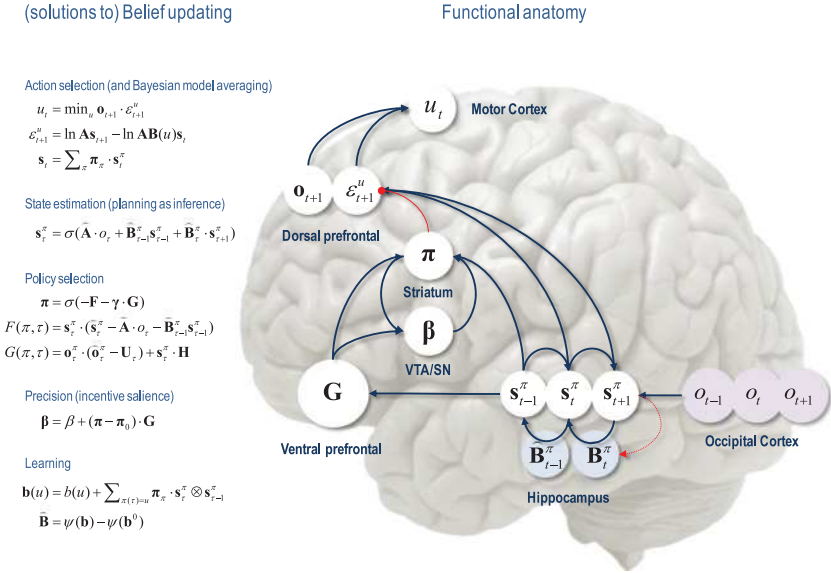 (solutions to) Belief updating
Functional anatomy
Action selection (and Bayesian model averaging)
u_t = min_u o_{t+1} · ε^u_{t+1}
ε^u_{t+1} = ln As_{t+1} − ln AB(u)s_t
s_t = ∑_π π_π · s^π_t
State estimation (planning as inference)
s^π_τ = σ(Â · o_τ + B̂^π_{τ−1}s^π_{τ−1} + B̂^π_τ · s^π_{τ+1})
Policy selection
π = σ(−F − γ · G)
F(π,τ) = s^π_τ · (ŝ^π_τ − Â · o_τ − B̂^π_{τ−1}s^π_{τ−1})
G(π,τ) = o^π_τ · (ô^π_τ − U_τ) + s^π_τ · H
Precision (incentive salience)
β = β + (π − π_0) · G
Learning
b(u) = b(u) + ∑_{π(τ)=u} π_π · s^π_τ ⊗ s^π_{τ−1}
B̂ = ψ(b) − ψ(b^0)
u_t
Motor Cortex
o_{t+1} ε^u_{t+1}
Dorsal prefrontal
π
Striatum
β
VTA/SN
G
Ventral prefrontal
s^π_{t−1} s^π_t s^π_{t+1}
o_{t−1} o_t o_{t+1}
Occipital Cortex
B̂^π_{t−1} B̂^π_t
Hippocampus